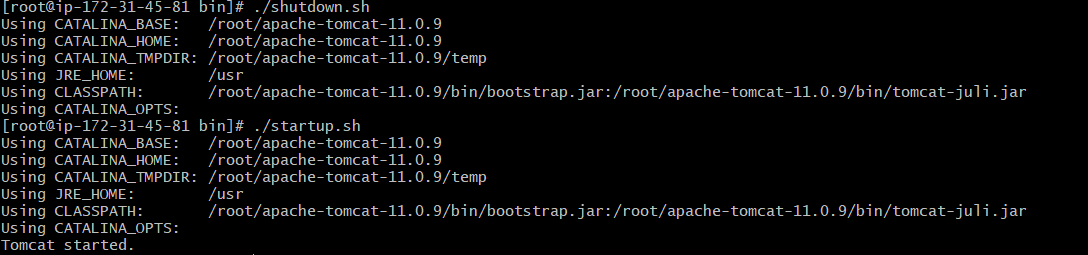 [root@ip-172-31-45-81 bin]# ./shutdown.sh
Using CATALINA_BASE:   /root/apache-tomcat-11.0.9
Using CATALINA_HOME:   /root/apache-tomcat-11.0.9
Using CATALINA_TMPDIR: /root/apache-tomcat-11.0.9/temp
Using JRE_HOME:        /usr
Using CLASSPATH:       /root/apache-tomcat-11.0.9/bin/bootstrap.jar:/root/apache-tomcat-11.0.9/bin/tomcat-juli.jar
Using CATALINA_OPTS:
[root@ip-172-31-45-81 bin]# ./startup.sh
Using CATALINA_BASE:   /root/apache-tomcat-11.0.9
Using CATALINA_HOME:   /root/apache-tomcat-11.0.9
Using CATALINA_TMPDIR: /root/apache-tomcat-11.0.9/temp
Using JRE_HOME:        /usr
Using CLASSPATH:       /root/apache-tomcat-11.0.9/bin/bootstrap.jar:/root/apache-tomcat-11.0.9/bin/tomcat-juli.jar
Using CATALINA_OPTS:
Tomcat started.